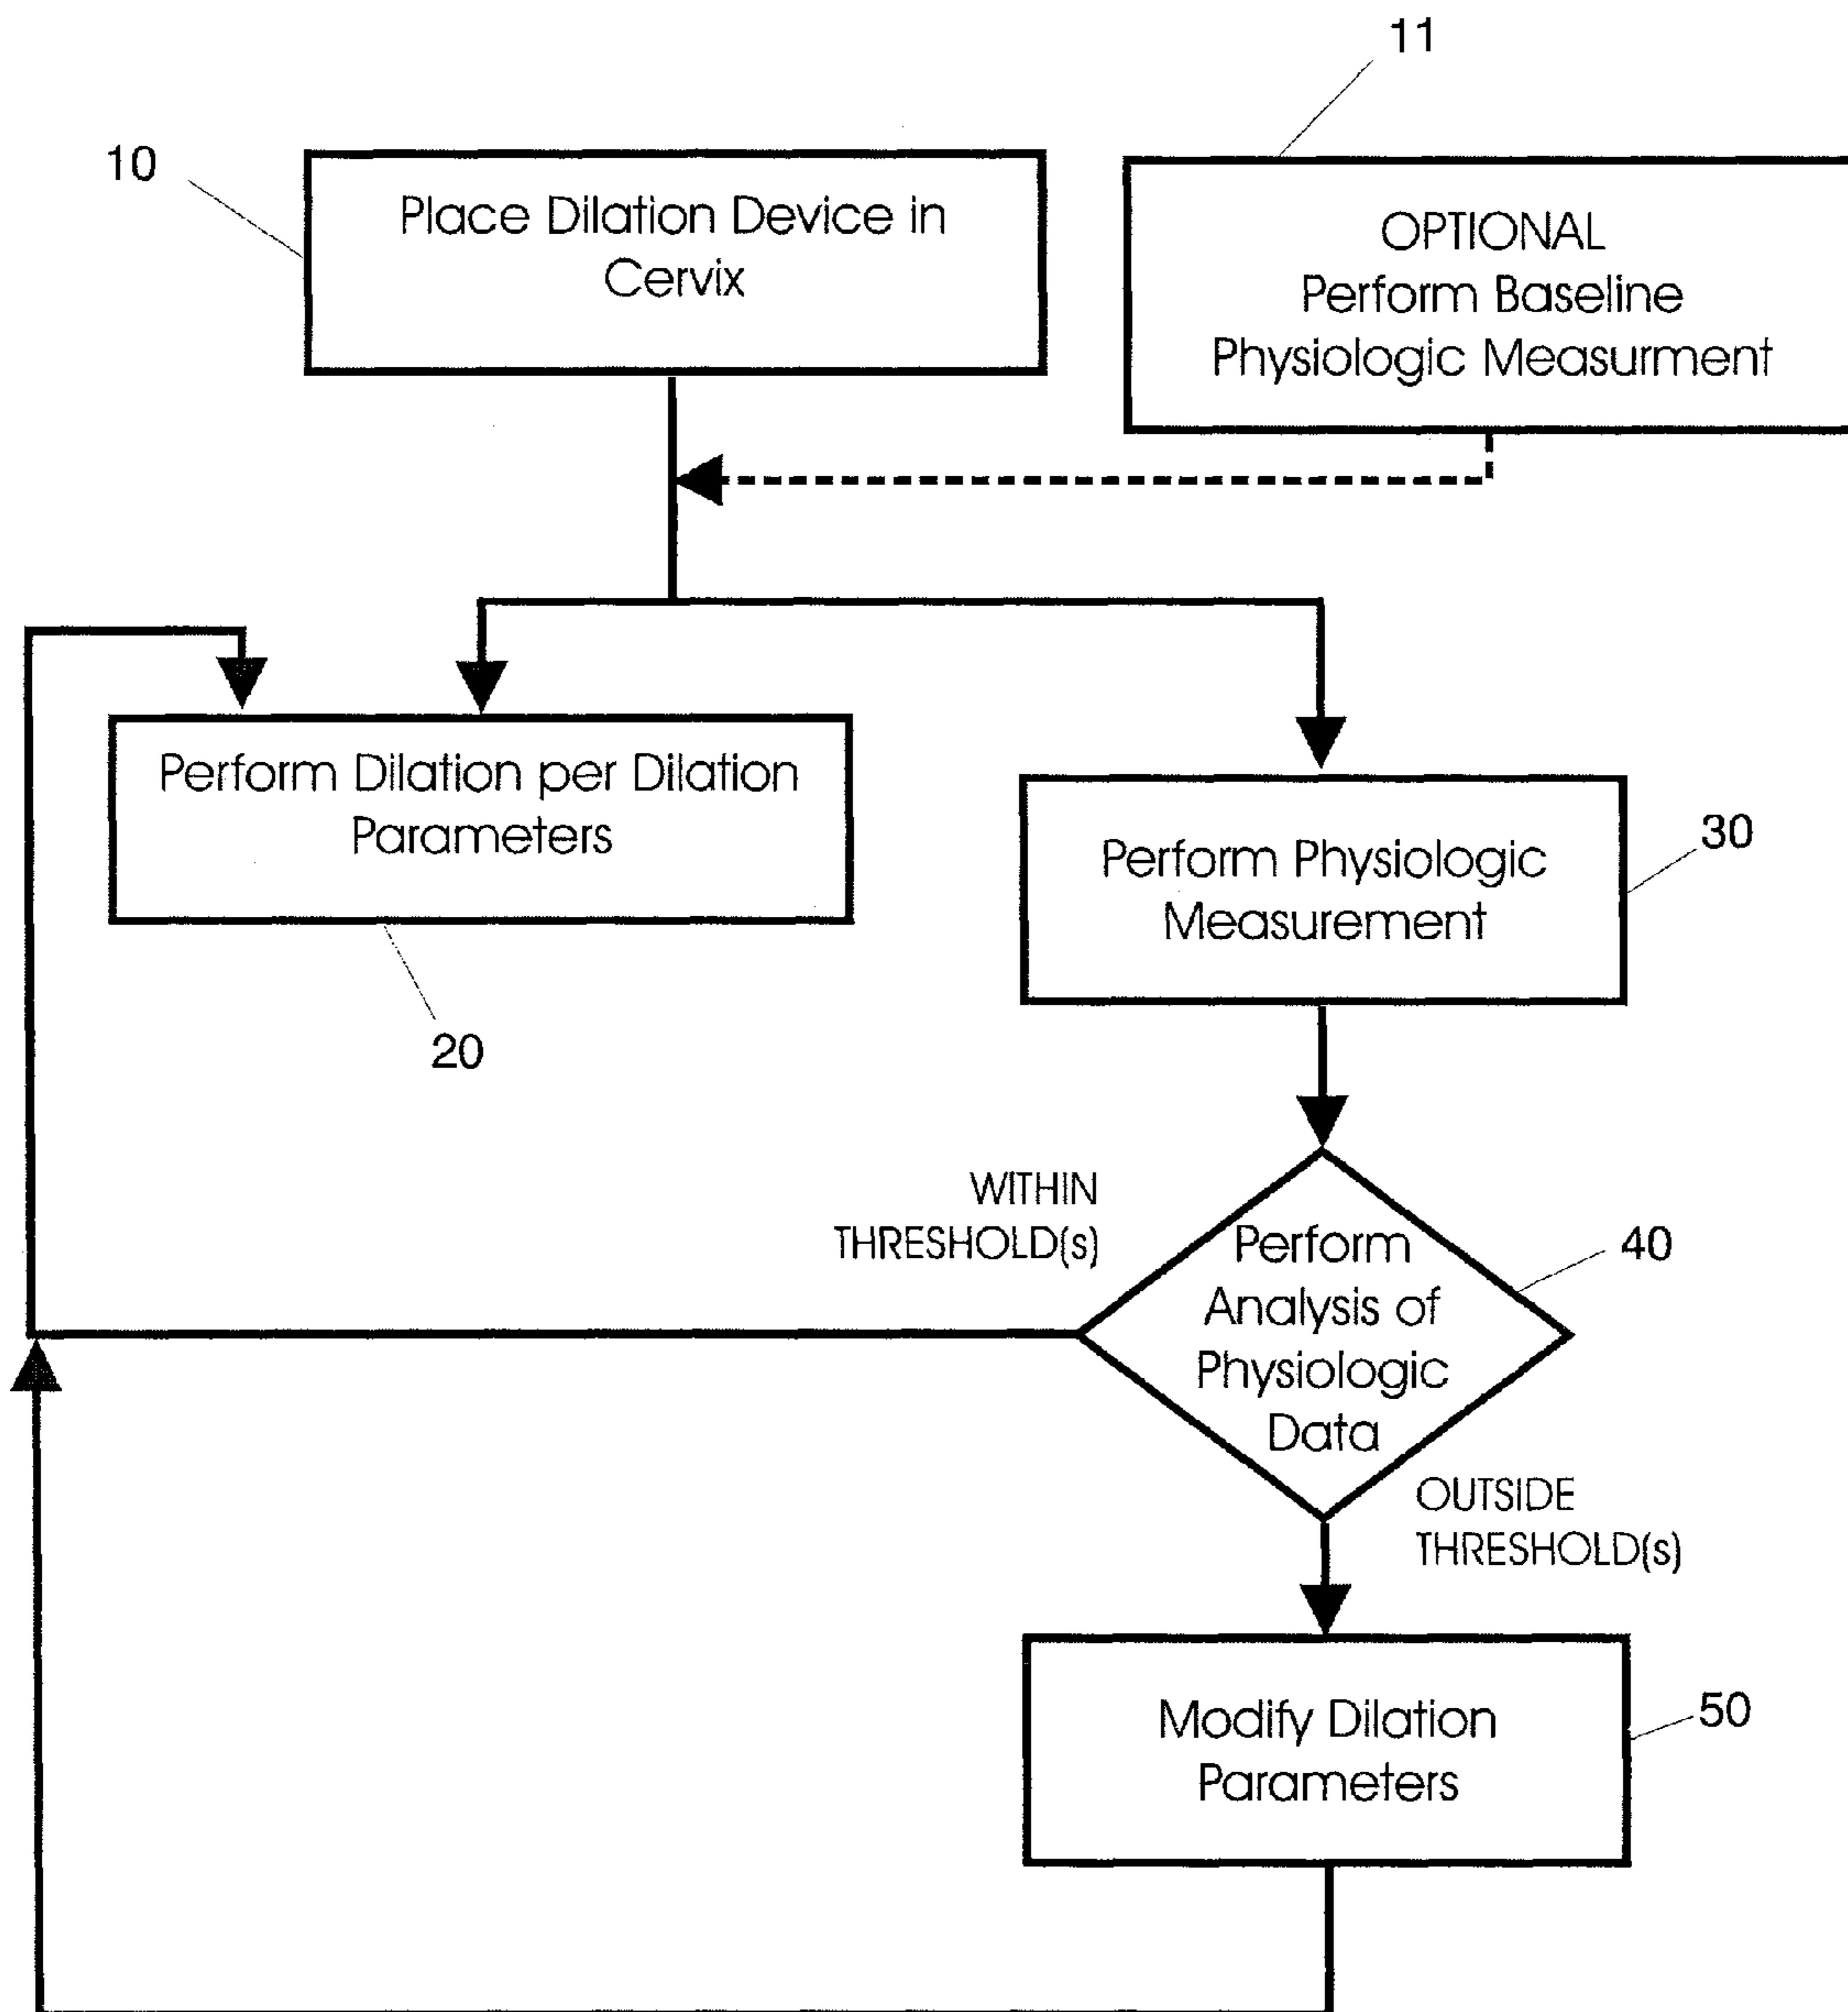 11
10
Place Dilation Device in
Cervix
OPTIONAL
Perform Baseline
Physiologic Measurment
Perform Dilation per Dilation
Parameters
20
Perform Physiologic
Measurement
30
WITHIN
THRESHOLD(s)
Perform
Analysis of
Physiologic
Data
40
OUTSIDE
THRESHOLD(s)
Modify Dilation
Parameters
50